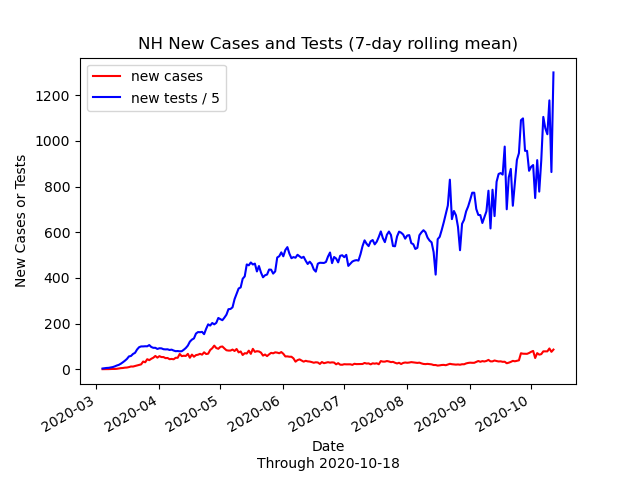 NH New Cases and Tests (7-day rolling mean)
new cases
new tests / 5
New Cases or Tests
1200
1000
800
600
400
200
0
2020-03
2020-04
2020-05
2020-06
2020-07
2020-08
2020-09
2020-10
Date
Through 2020-10-18